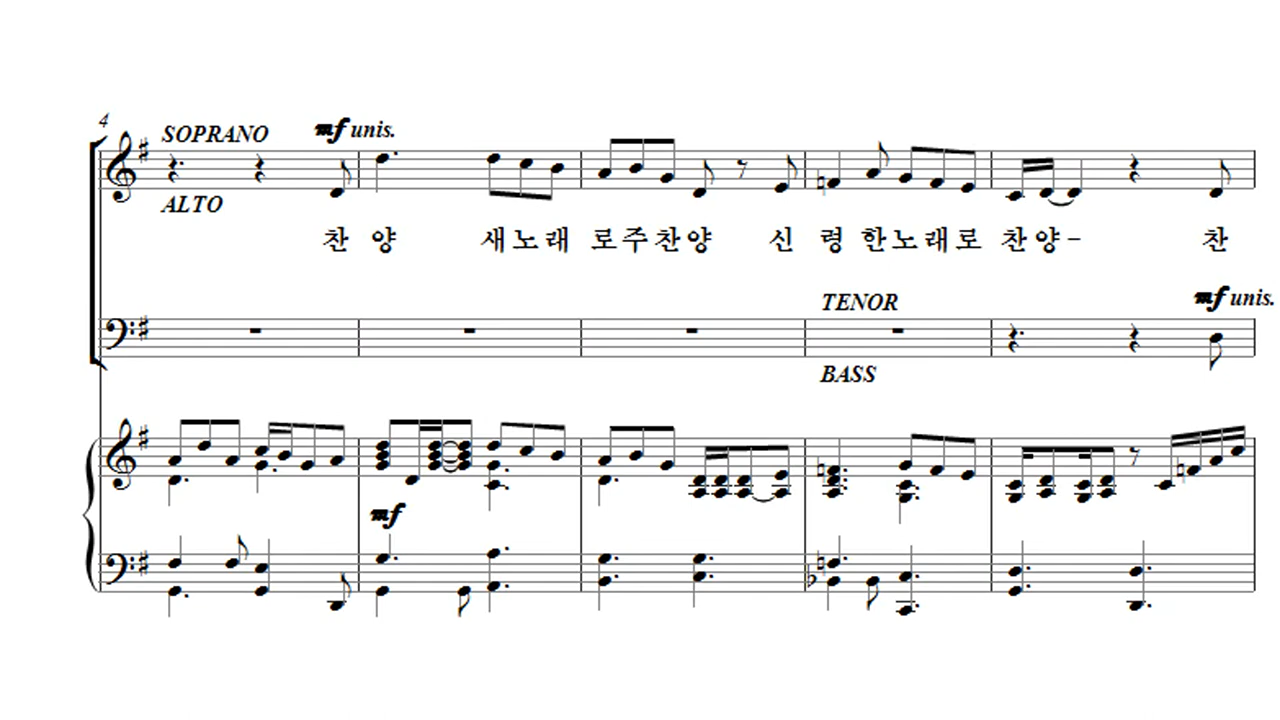 4
SOPRANO
mf unis.
ALTO
찬 양 새 노 래 로 주 찬 양 신 령 한 노 래 로 찬 양 - 찬
TENOR
mf unis.
BASS
mf